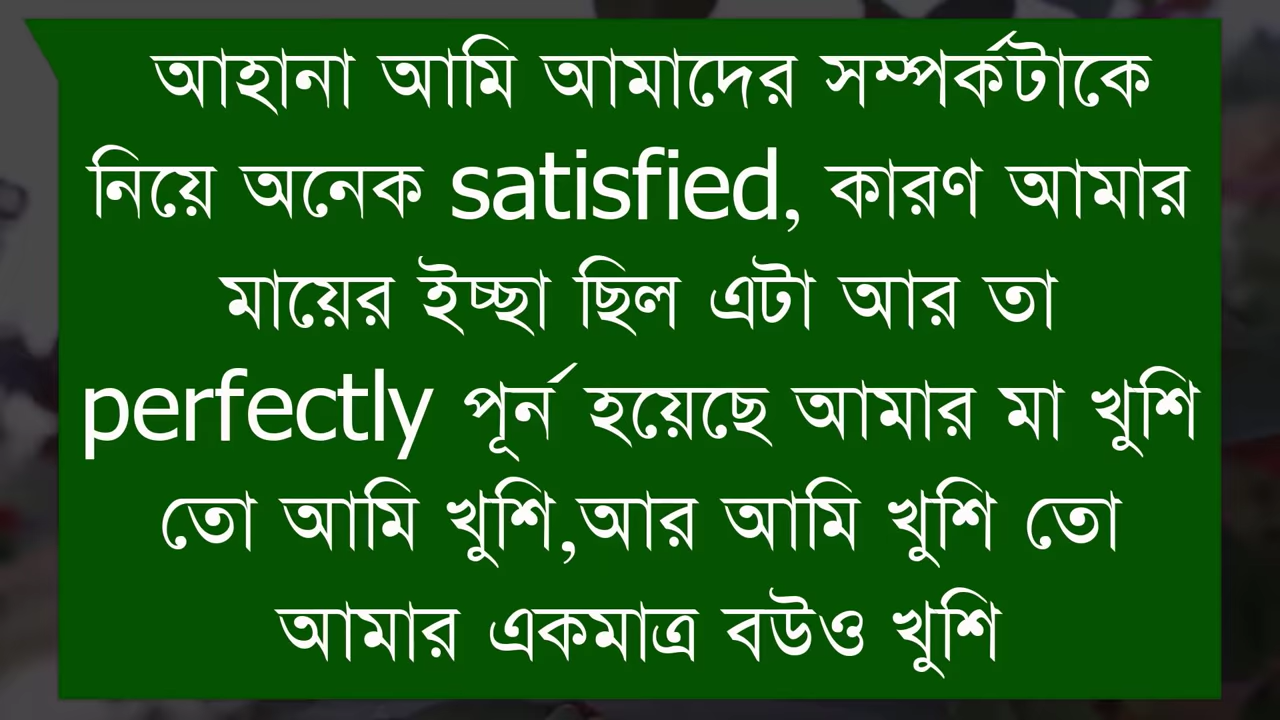 আহানা আমি আমাদের সম্পর্কটাকে
নিয়ে অনেক satisfied, কারণ আমার
মায়ের ইচ্ছা ছিল এটা আর তা
perfectly পূর্ন হয়েছে আমার মা খুশি
তো আমি খুশি,আর আমি খুশি তো
আমার একমাত্র বউও খুশি